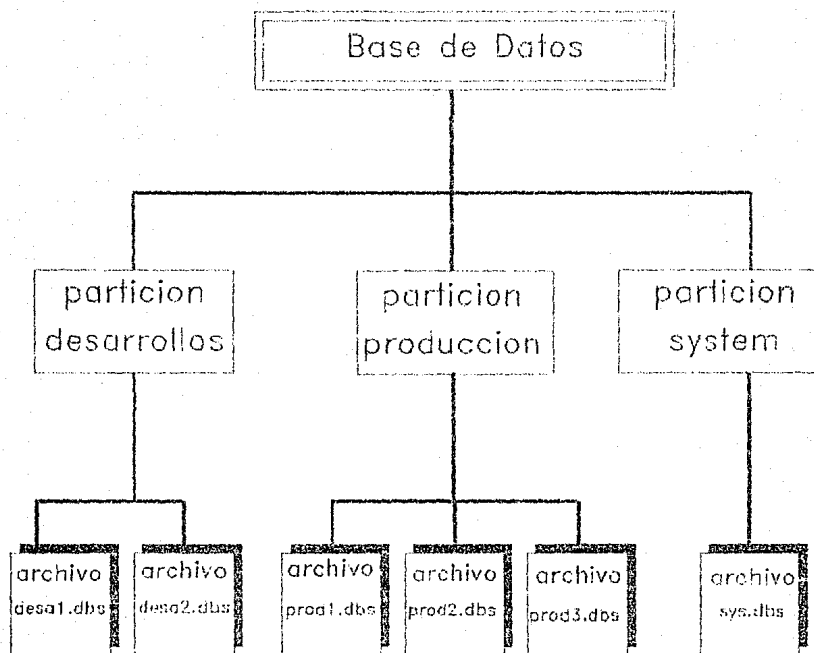 Base de Datos
particion
desarrollos
particion
produccion
particion
system
archivo
desa1.dbs
archivo
desa2.dbs
archivo
prod1.dbs
archivo
prod2.dbs
archivo
prod3.dbs
archivo
sys.dbs